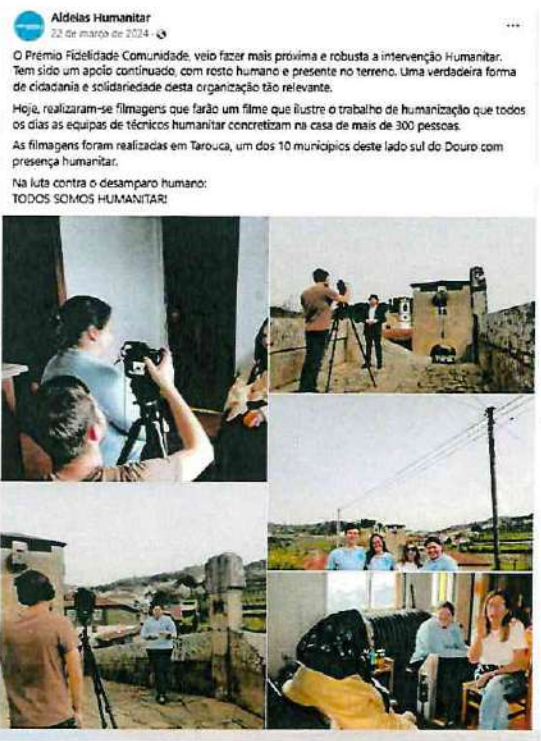 Aldeias Humanitar
22 de março de 2024 ·
O Prémio Fidelidade Comunidade, veio fazer mais próxima e robusta a intervenção Humanitar.
Tem sido um apoio continuado, com rosto humano e presente no terreno. Uma verdadeira forma
de cidadania e solidariedade desta organização tão relevante.
Hoje, realizaram-se filmagens que farão um filme que ilustre o trabalho de humanização que todos
os dias as equipas de técnicos humanitar concretizam na casa de mais de 300 pessoas.
As filmagens foram realizadas em Tarouca, um dos 10 municípios deste lado sul do Douro com
presença humanitar.
Na luta contra o desamparo humano:
TODOS SOMOS HUMANITAR!